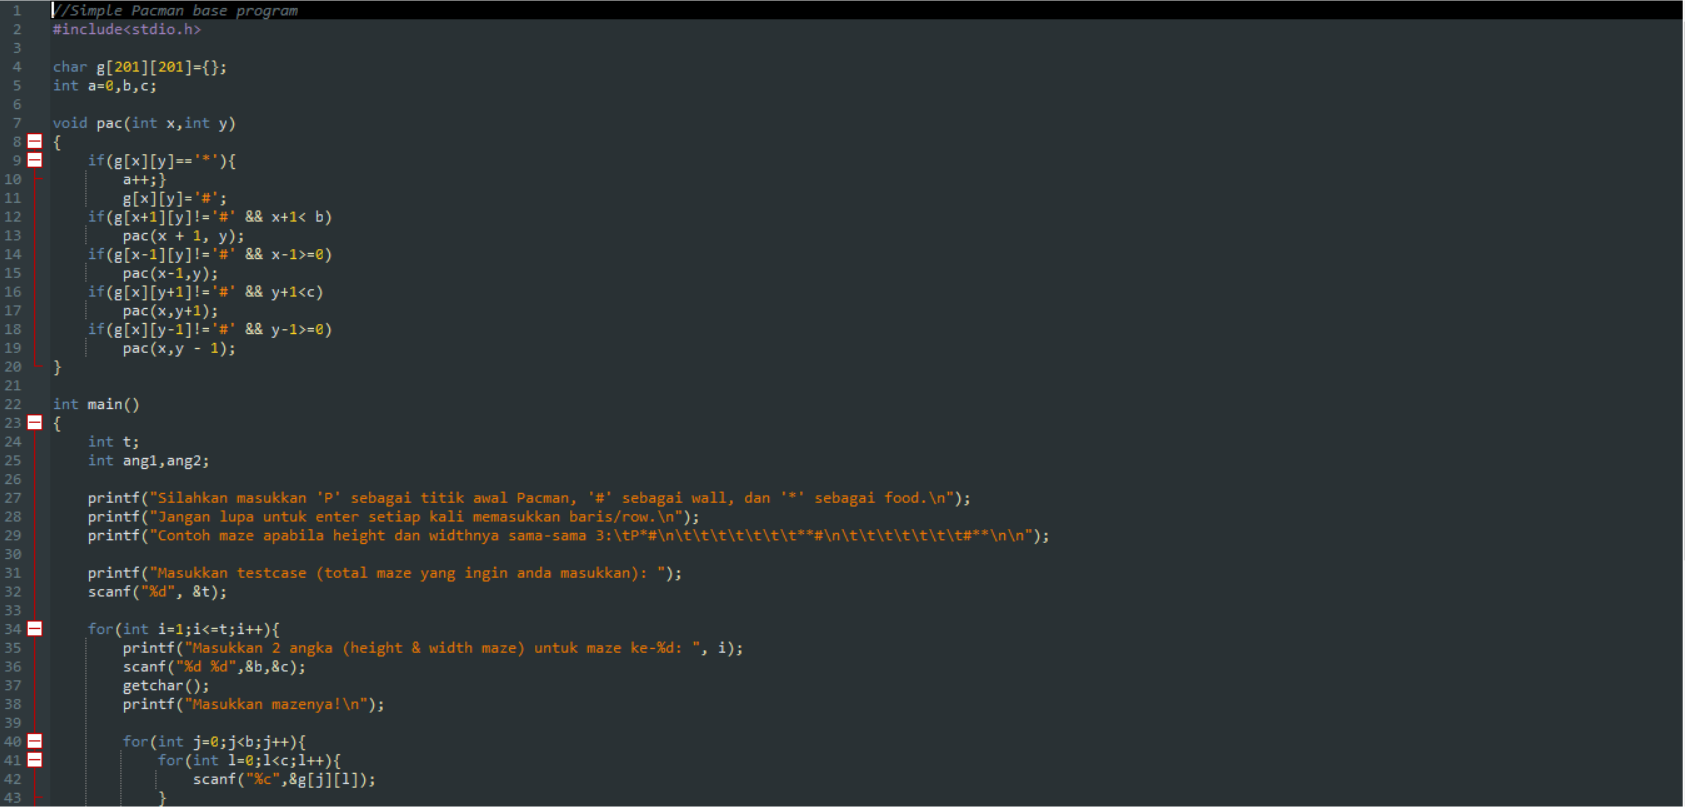 1 //Simple Pacman base program
2 #include<stdio.h>
3
4 char g[201][201]={};
5 int a=0,b,c;
6
7 void pac(int x,int y)
8 {
9     if(g[x][y]=='*'){
10         a++;}
11         g[x][y]='#';
12     if(g[x+1][y]!='#' && x+1< b)
13         pac(x + 1, y);
14     if(g[x-1][y]!='#' && x-1>=0)
15         pac(x-1,y);
16     if(g[x][y+1]!='#' && y+1<c)
17         pac(x,y+1);
18     if(g[x][y-1]!='#' && y-1>=0)
19         pac(x,y - 1);
20 }
21
22 int main()
23 {
24     int t;
25     int ang1,ang2;
26
27     printf("Silahkan masukkan 'P' sebagai titik awal Pacman, '#' sebagai wall, dan '*' sebagai food.\n");
28     printf("Jangan lupa untuk enter setiap kali memasukkan baris/row.\n");
29     printf("Contoh maze apabila height dan widthnya sama-sama 3:\tP*#\n\t\t\t\t\t\t\t**#\n\t\t\t\t\t\t\t#**\n\n");
30
31     printf("Masukkan testcase (total maze yang ingin anda masukkan): ");
32     scanf("%d", &t);
33
34     for(int i=1;i<=t;i++){
35         printf("Masukkan 2 angka (height & width maze) untuk maze ke-%d: ", i);
36         scanf("%d %d",&b,&c);
37         getchar();
38         printf("Masukkan mazenya!\n");
39
40         for(int j=0;j<b;j++){
41             for(int l=0;l<c;l++){
42                 scanf("%c",&g[j][l]);
43             }